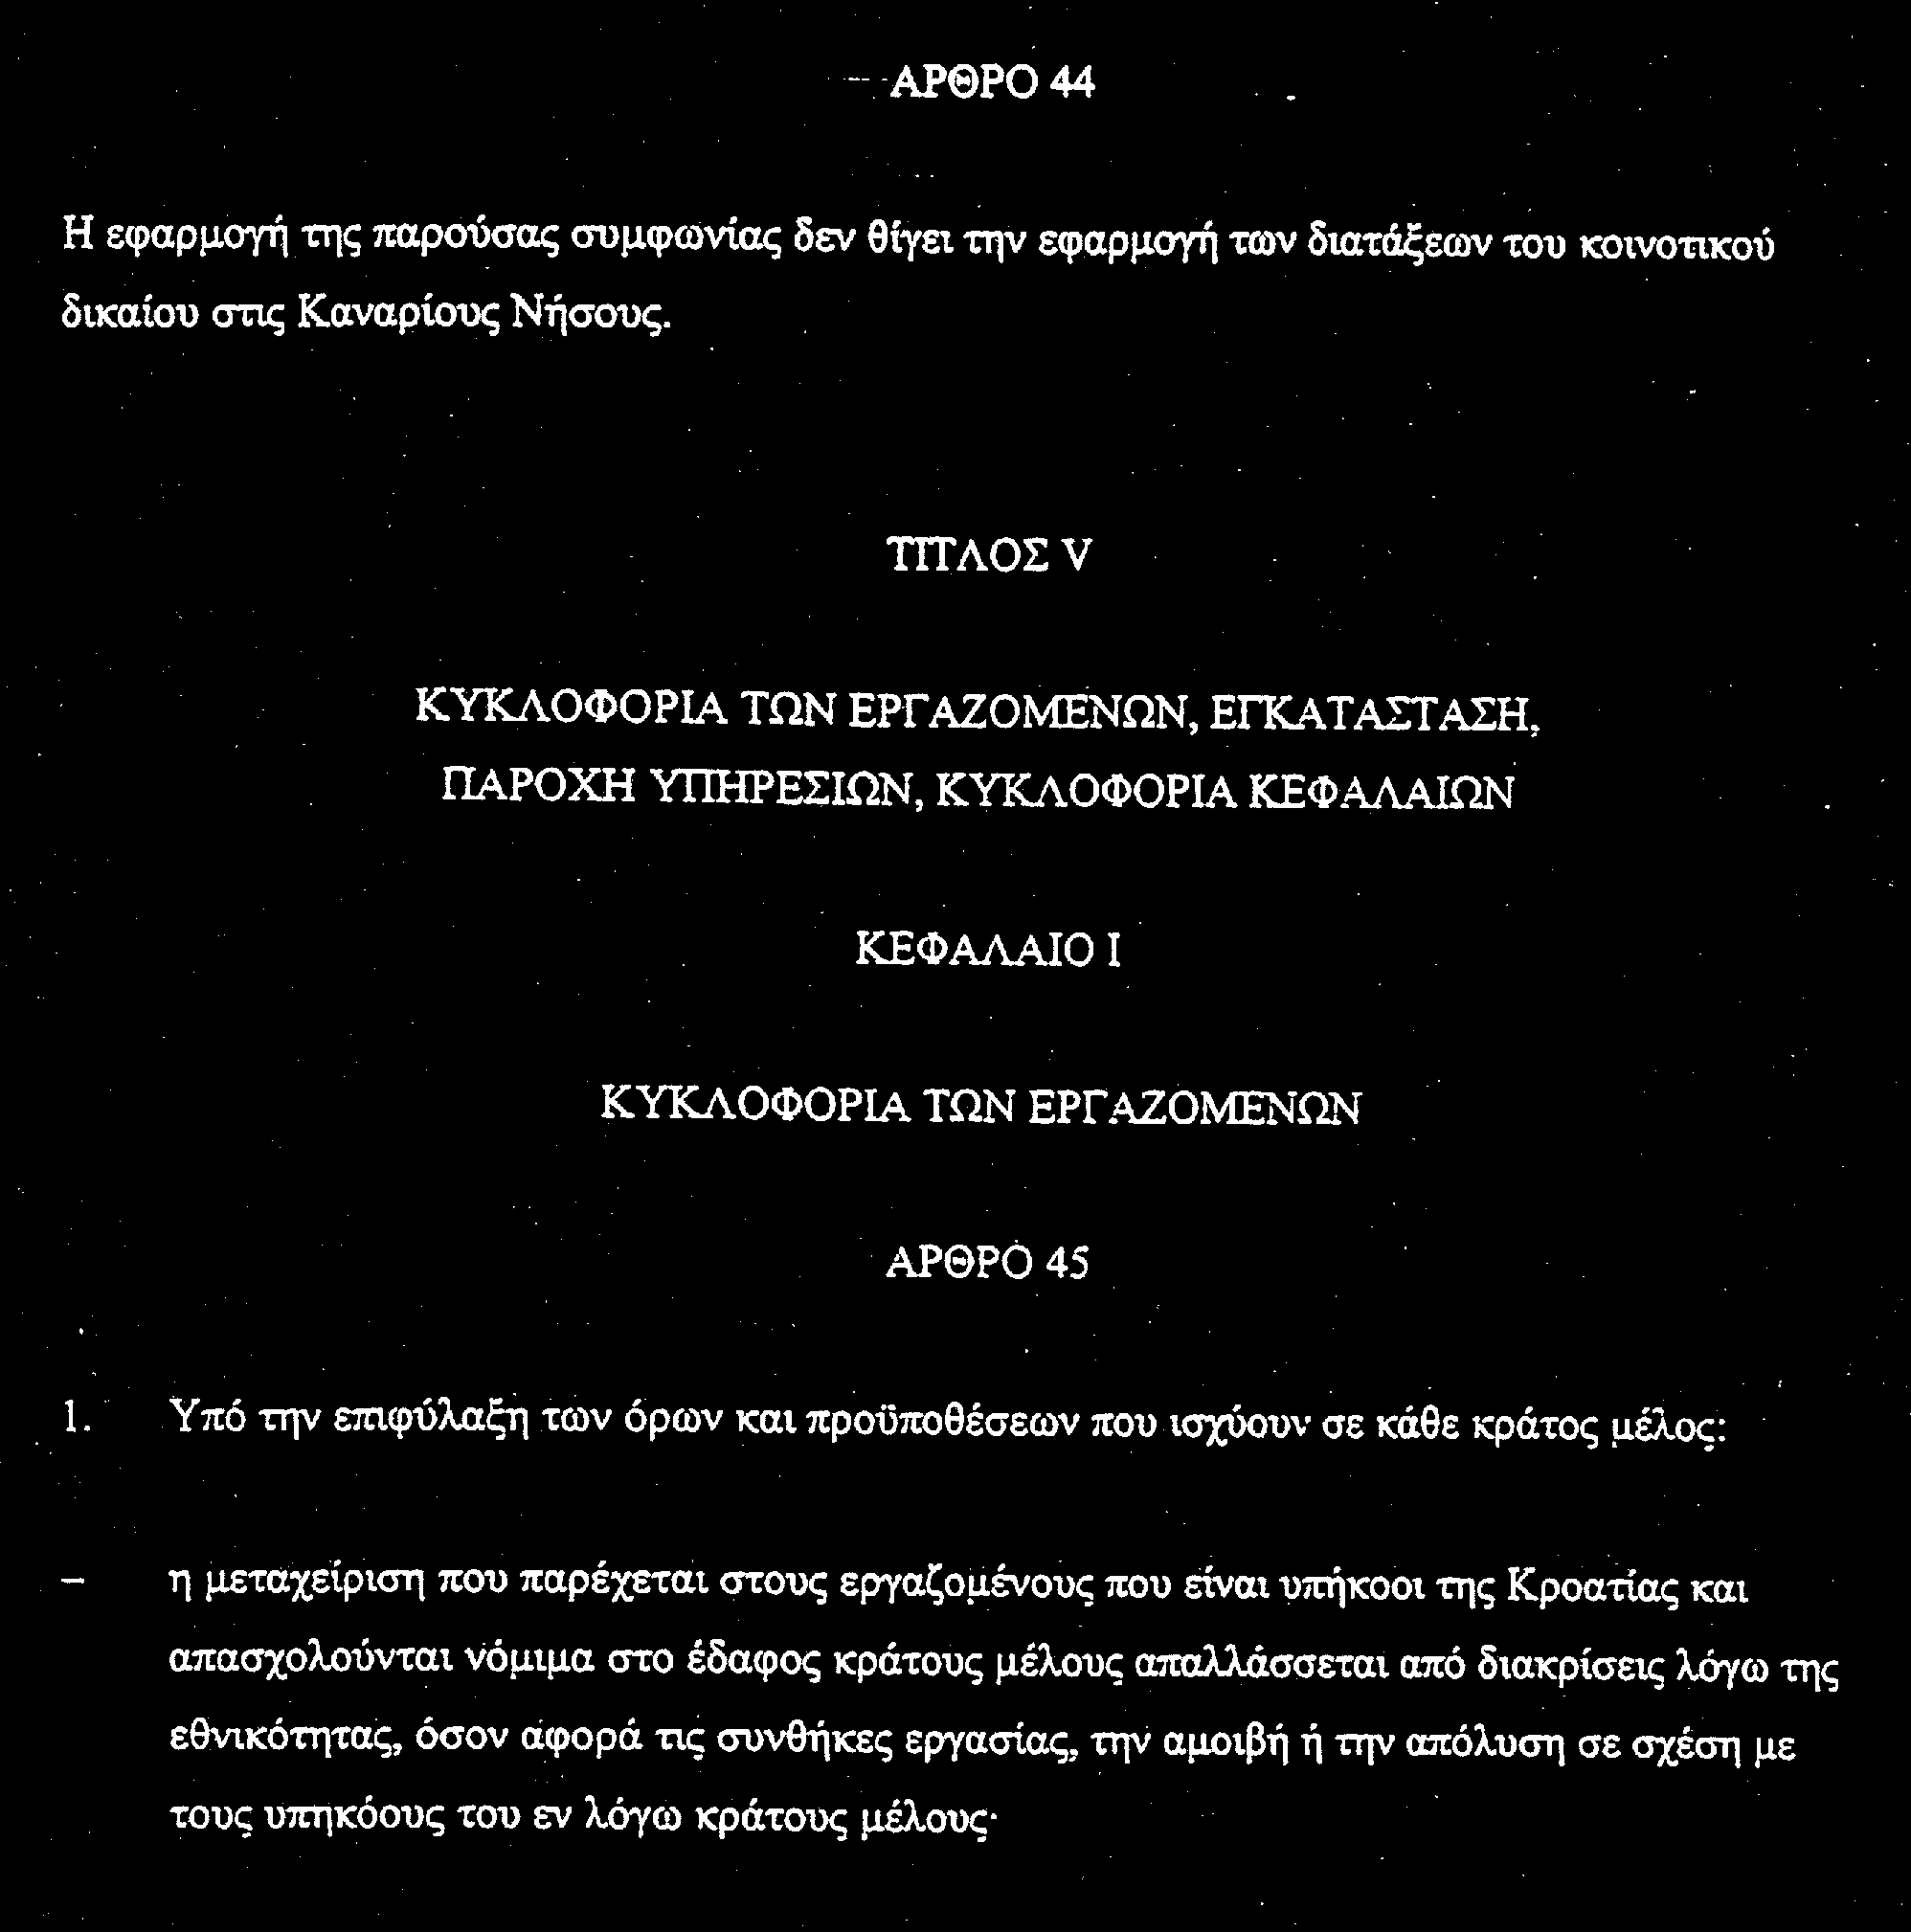 ΑΡΘΡΟ 44
Η εφαρμογή της παρούσας συμφωνίας δεν θίγει την εφαρμογή των διατάξεων του κοινοτικού
δικαίου στις Καναρίους Νήσους.
ΤΙΤΛΟΣ V
ΚΥΚΛΟΦΟΡΙΑ ΤΩΝ ΕΡΓΑΖΟΜΕΝΩΝ, ΕΓΚΑΤΑΣΤΑΣΗ,
ΠΑΡΟΧΗ ΥΠΗΡΕΣΙΩΝ, ΚΥΚΛΟΦΟΡΙΑ ΚΕΦΑΛΑΙΩΝ
ΚΕΦΑΛΑΙΟ Ι
ΚΥΚΛΟΦΟΡΙΑ ΤΩΝ ΕΡΓΑΖΟΜΕΝΩΝ
ΑΡΘΡΟ 45
1. Υπό την επιφύλαξη των όρων και προϋποθέσεων που ισχύουν σε κάθε κράτος μέλος:
– η μεταχείριση που παρέχεται στους εργαζομένους που είναι υπήκοοι της Κροατίας και
απασχολούνται νόμιμα στο έδαφος κράτους μέλους απαλλάσσεται από διακρίσεις λόγω της
εθνικότητας, όσον αφορά τις συνθήκες εργασίας, την αμοιβή ή την απόλυση σε σχέση με
τους υπηκόους του εν λόγω κράτους μέλους·